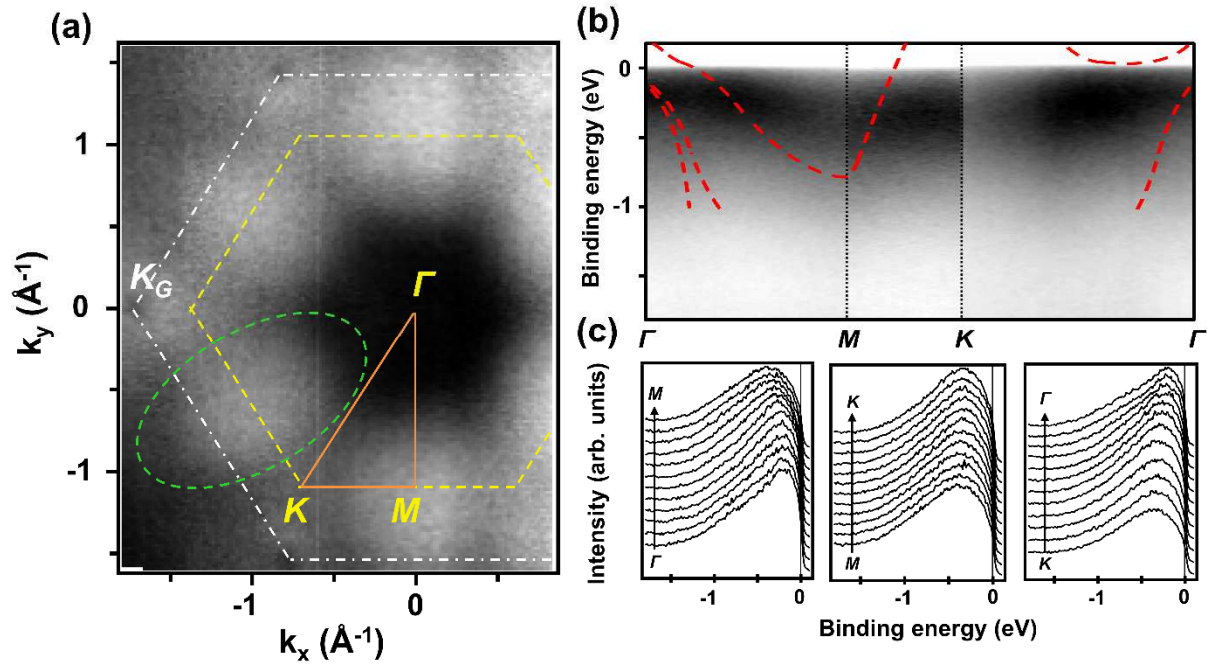 (a)
K_G
Γ
K
M
1
0
-1
k_y (Å^-1)
-1
0
k_x (Å^-1)
(b)
0
-1
Binding energy (eV)
Γ
M
K
Γ
(c)
Intensity (arb. units)
M
Γ
K
M
Γ
K
-1
0
-1
0
-1
0
Binding energy (eV)